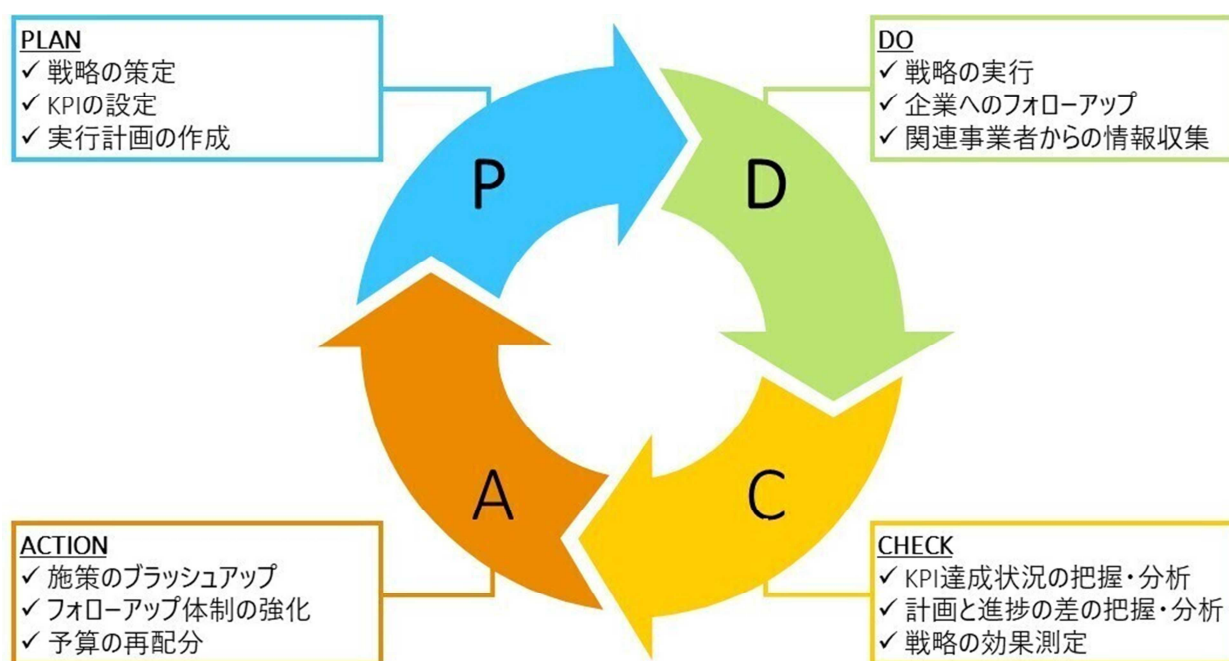 PLAN
✓ 戦略の策定
✓ KPIの設定
✓ 実行計画の作成
DO
✓ 戦略の実行
✓ 企業へのフォローアップ
✓ 関連事業者からの情報収集
P
D
A
C
ACTION
✓ 施策のブラッシュアップ
✓ フォローアップ体制の強化
✓ 予算の再配分
CHECK
✓ KPI達成状況の把握・分析
✓ 計画と進捗の差の把握・分析
✓ 戦略の効果測定